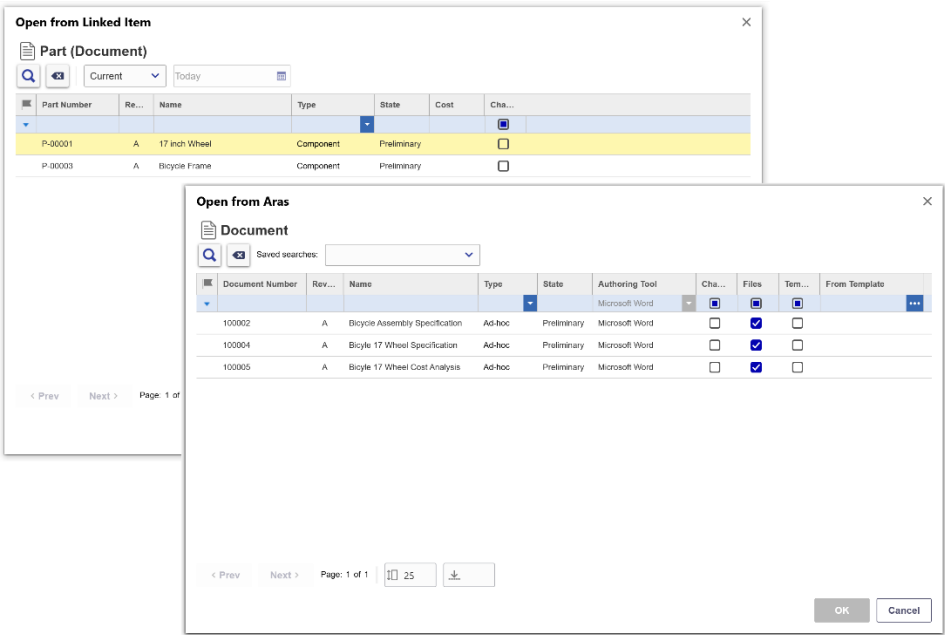 Open from Linked Item
Part (Document)
Current Today
Part Number Re... Name Type State Cost Cha...
P-00001 A 17 inch Wheel Component Preliminary
P-00003 A Bicycle Frame Component Preliminary
< Prev Next > Page: 1 of
Open from Aras
Document
Saved searches:
Document Number Rev... Name Type State Authoring Tool Cha... Files Tem... From Template
Microsoft Word
100002 A Bicycle Assembly Specification Ad-hoc Preliminary Microsoft Word
100004 A Bicyle 17 Wheel Specification Ad-hoc Preliminary Microsoft Word
100005 A Bicyle 17 Wheel Cost Analysis Ad-hoc Preliminary Microsoft Word
< Prev Next > Page: 1 of 1 25
OK Cancel